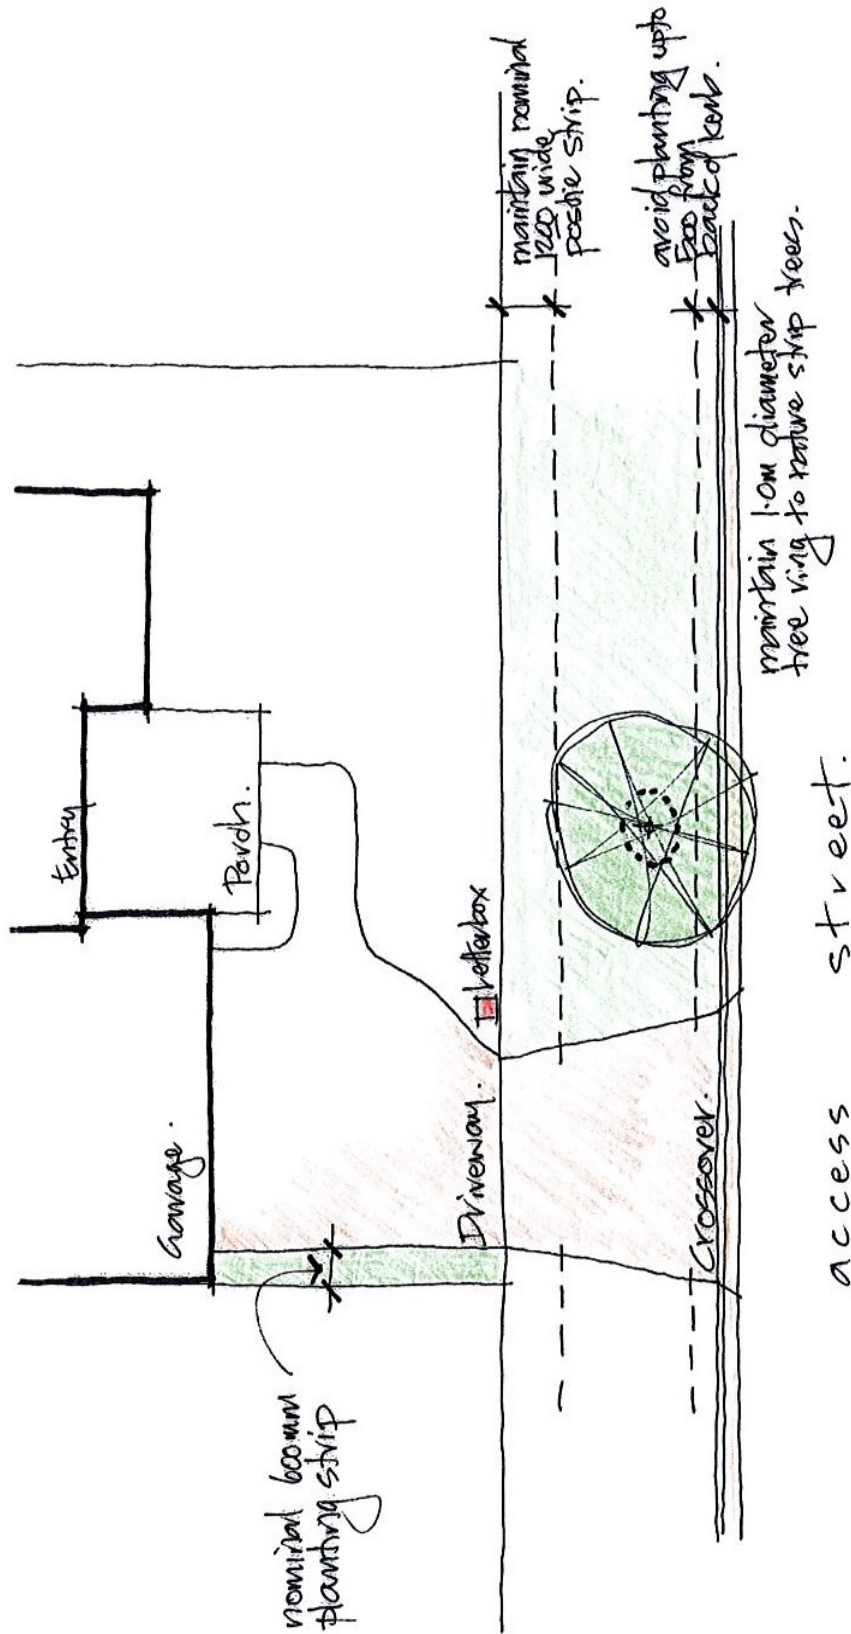 Entry
Garage.
Porch.
nominal 600mm
planting strip
Letterbox
Driveway.
maintain nominal
1200 wide
postie strip.
Crossover.
avoid planting upto
500 from
back of kerb.
maintain 1.0m diameter
tree ring to nature strip trees.
access street.